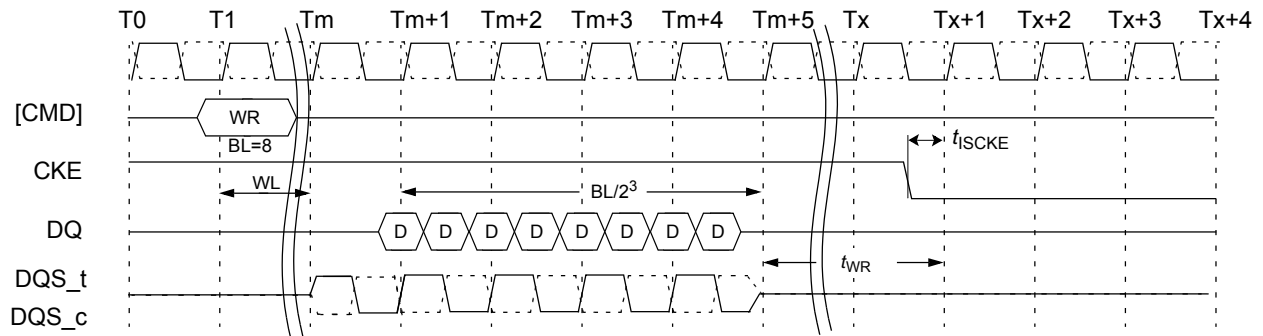 T0 T1 Tm Tm+1 Tm+2 Tm+3 Tm+4 Tm+5 Tx Tx+1 Tx+2 Tx+3 Tx+4
[CMD] WR
BL=8
tISCKE
CKE
WL BL/2³
DQ D D D D D D D D
tWR
DQS_t
DQS_c